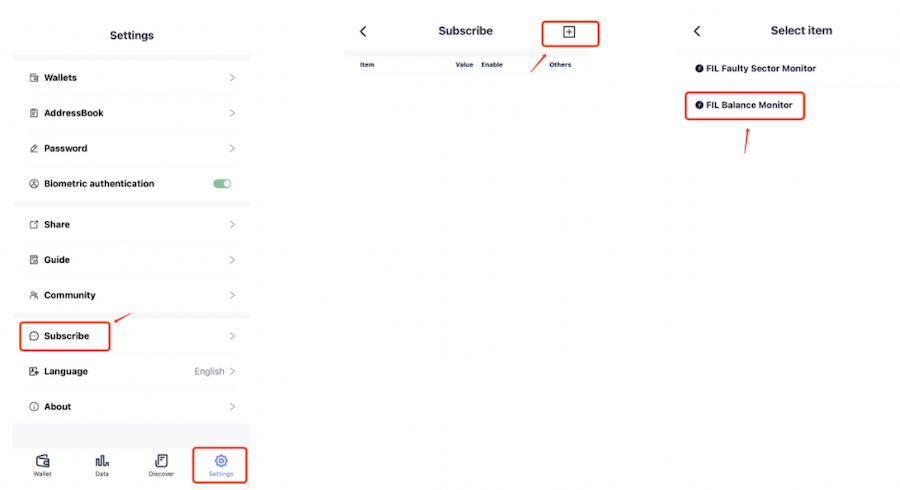 Settings
Wallets
AddressBook
Password
Biometric authentication
Share
Guide
Community
Subscribe
Language English
About
Wallet Data Discover Settings
Subscribe
Item Value Enable Others
Select item
FIL Faulty Sector Monitor
FIL Balance Monitor